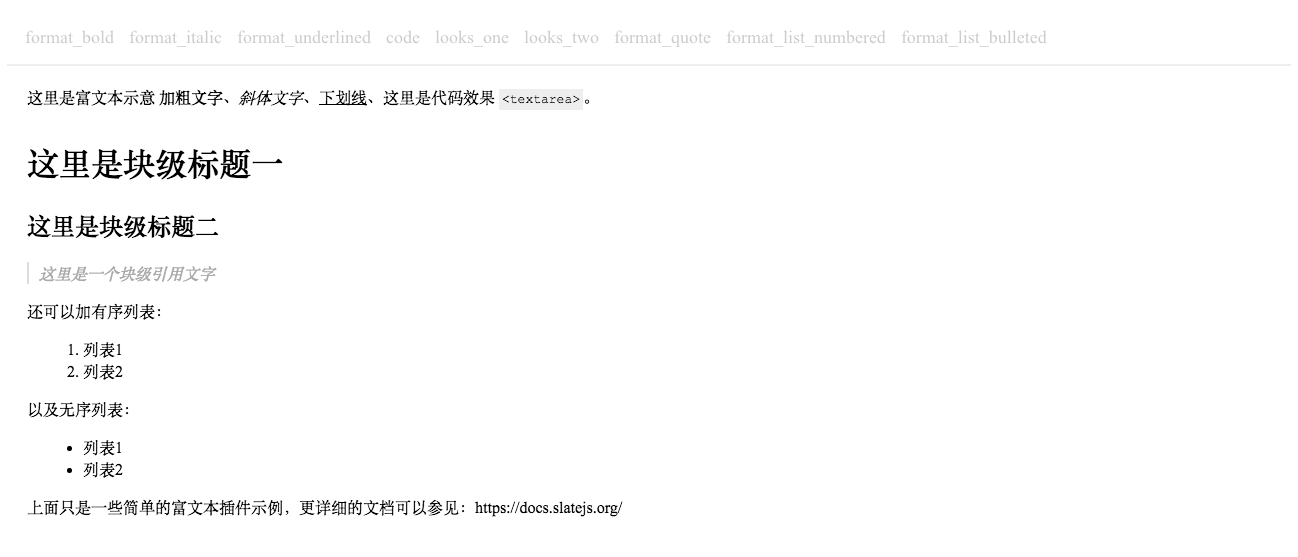 format_bold format_italic format_underlined code looks_one looks_two format_quote format_list_numbered format_list_bulleted
这里是富文本示意 加粗文字、斜体文字、下划线、这里是代码效果 <textarea>。
这里是块级标题一
这里是块级标题二
这里是一个块级引用文字
还可以加有序列表：
1. 列表1
2. 列表2
以及无序列表：
• 列表1
• 列表2
上面只是一些简单的富文本插件示例，更详细的文档可以参见：https://docs.slatejs.org/